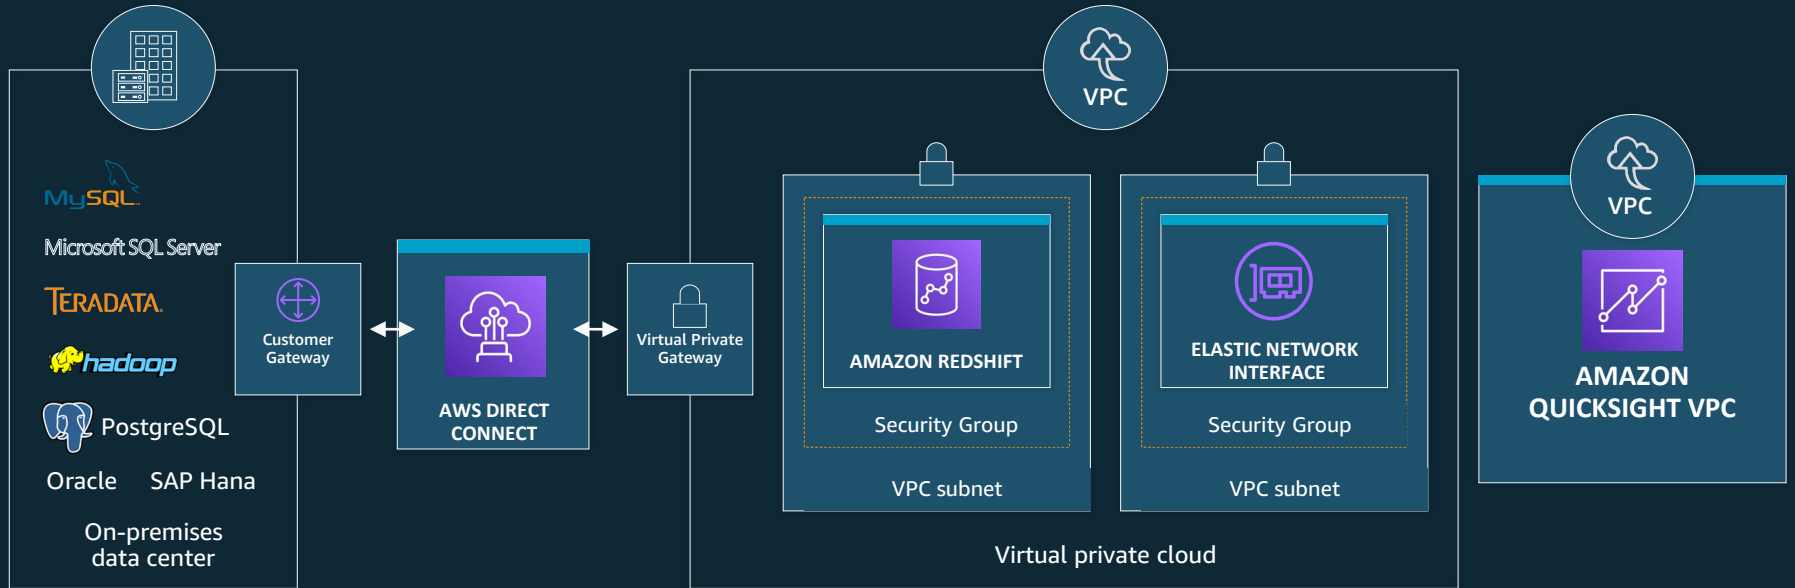 MySQL
Microsoft SQL Server
TERADATA.
hadoop
PostgreSQL
Oracle SAP Hana
On-premises
data center
Customer
Gateway
AWS DIRECT
CONNECT
Virtual Private
Gateway
VPC
AMAZON REDSHIFT
Security Group
VPC subnet
ELASTIC NETWORK
INTERFACE
Security Group
VPC subnet
Virtual private cloud
VPC
AMAZON
QUICKSIGHT VPC